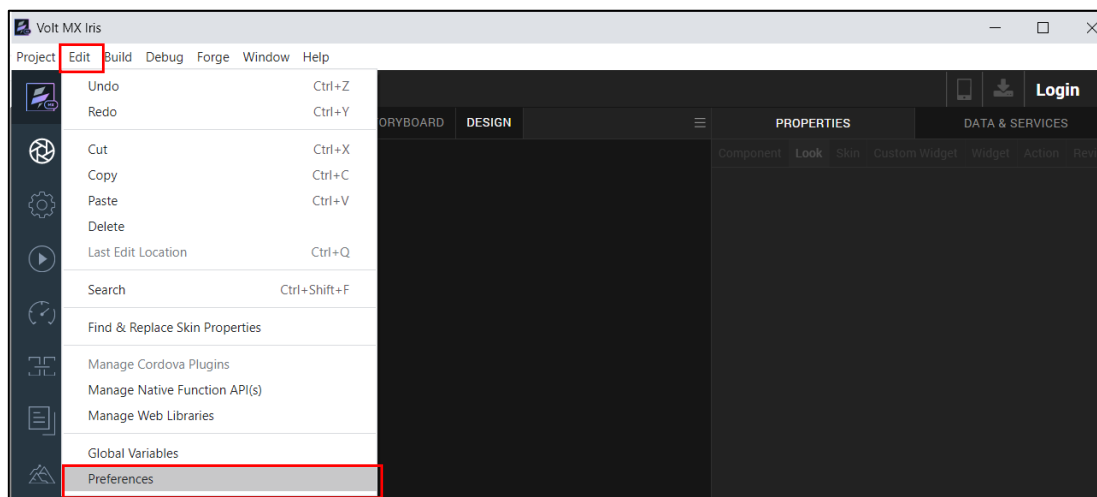 Volt MX Iris
Project Edit Build Debug Forge Window Help
Login
Undo Ctrl+Z
Redo Ctrl+Y
ORYBOARD DESIGN PROPERTIES DATA & SERVICES
Component Look Skin Custom Widget Widget Action Rev
Cut Ctrl+X
Copy Ctrl+C
Paste Ctrl+V
Delete
Last Edit Location Ctrl+Q
Search Ctrl+Shift+F
Find & Replace Skin Properties
Manage Cordova Plugins
Manage Native Function API(s)
Manage Web Libraries
Global Variables
Preferences